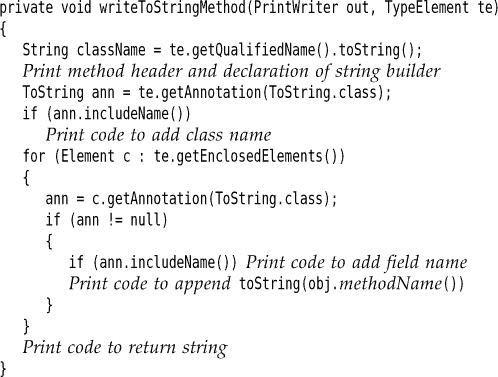 private void writeToStringMethod(PrintWriter out, TypeElement te)
{
String className = te.getQualifiedName().toString();
Print method header and declaration of string builder
ToString ann = te.getAnnotation(ToString.class);
if (ann.includeName())
Print code to add class name
for (Element c : te.getEnclosedElements())
{
ann = c.getAnnotation(ToString.class);
if (ann != null)
{
if (ann.includeName()) Print code to add field name
Print code to append toString(obj.methodName())
}
}
Print code to return string
}